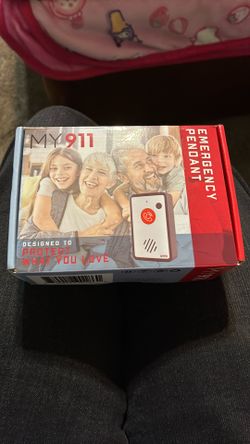 MY911
EMERGENCY
PENDANT
DESIGNED TO
PROTECT
WHAT YOU LOVE